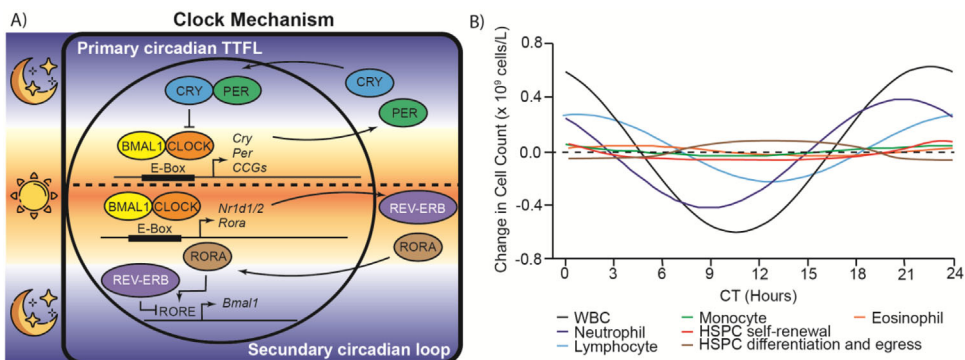 A)
Clock Mechanism
Primary circadian TTFL
CRY
PER
CRY
PER
BMAL1
CLOCK
Cry
Per
CCGs
E-Box
BMAL1
CLOCK
Nr1d1/2
Rora
E-Box
REV-ERB
RORA
RORA
REV-ERB
RORE
Bmal1
Secondary circadian loop
B)
Change in Cell Count (x 10⁹ cells/L)
0.8
0.4
0.0
-0.4
-0.8
0 3 6 9 12 15 18 21 24
CT (Hours)
WBC Monocyte Eosinophil
Neutrophil HSPC self-renewal
Lymphocyte HSPC differentiation and egress